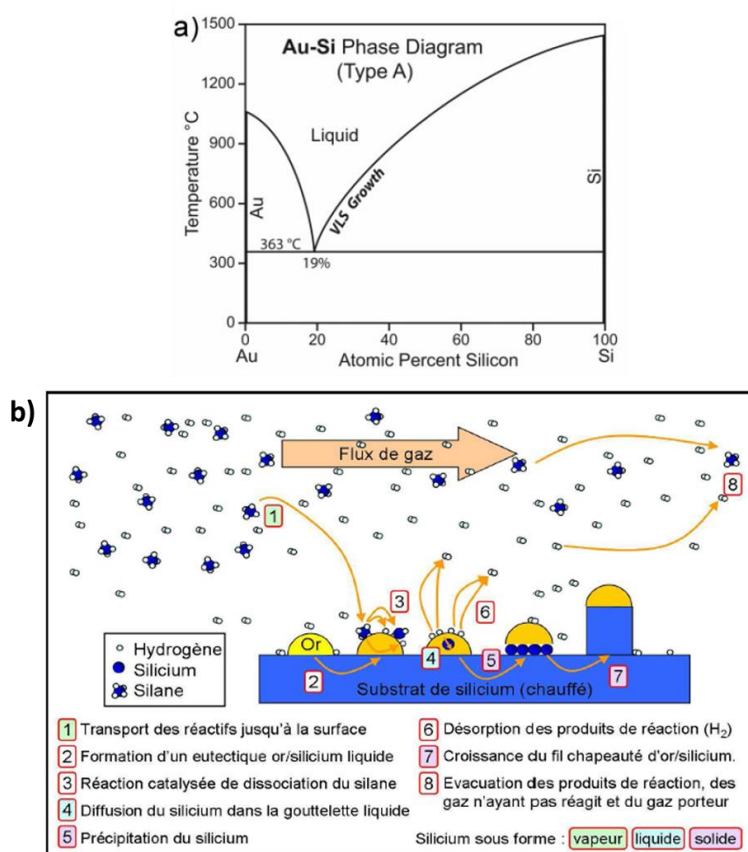 a)
Au-Si Phase Diagram
(Type A)
Temperature °C
1500
1200
900
600
300
0
Liquid
VLS Growth
Au
Si
363 °C
19%
0 20 40 60 80 100
Au Atomic Percent Silicon Si
b)
Flux de gaz
1
8
3
6
Or
4
5
2
7
Hydrogène
Silicium
Silane
Substrat de silicium (chauffé)
1 Transport des réactifs jusqu'à la surface
2 Formation d'un eutectique or/silicium liquide
3 Réaction catalysée de dissociation du silane
4 Diffusion du silicium dans la gouttelette liquide
5 Précipitation du silicium
6 Désorption des produits de réaction (H2)
7 Croissance du fil chapeauté d'or/silicium.
8 Evacuation des produits de réaction, des
gaz n'ayant pas réagit et du gaz porteur
Silicium sous forme : vapeur liquide solide